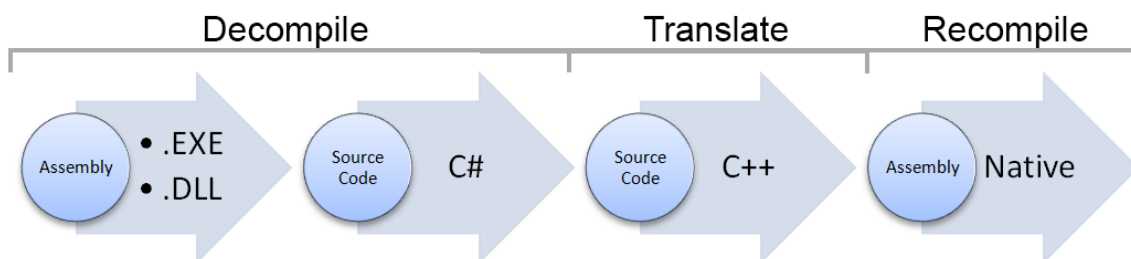 Decompile
Translate
Recompile
Assembly
• .EXE
• .DLL
Source
Code
C#
Source
Code
C++
Assembly
Native